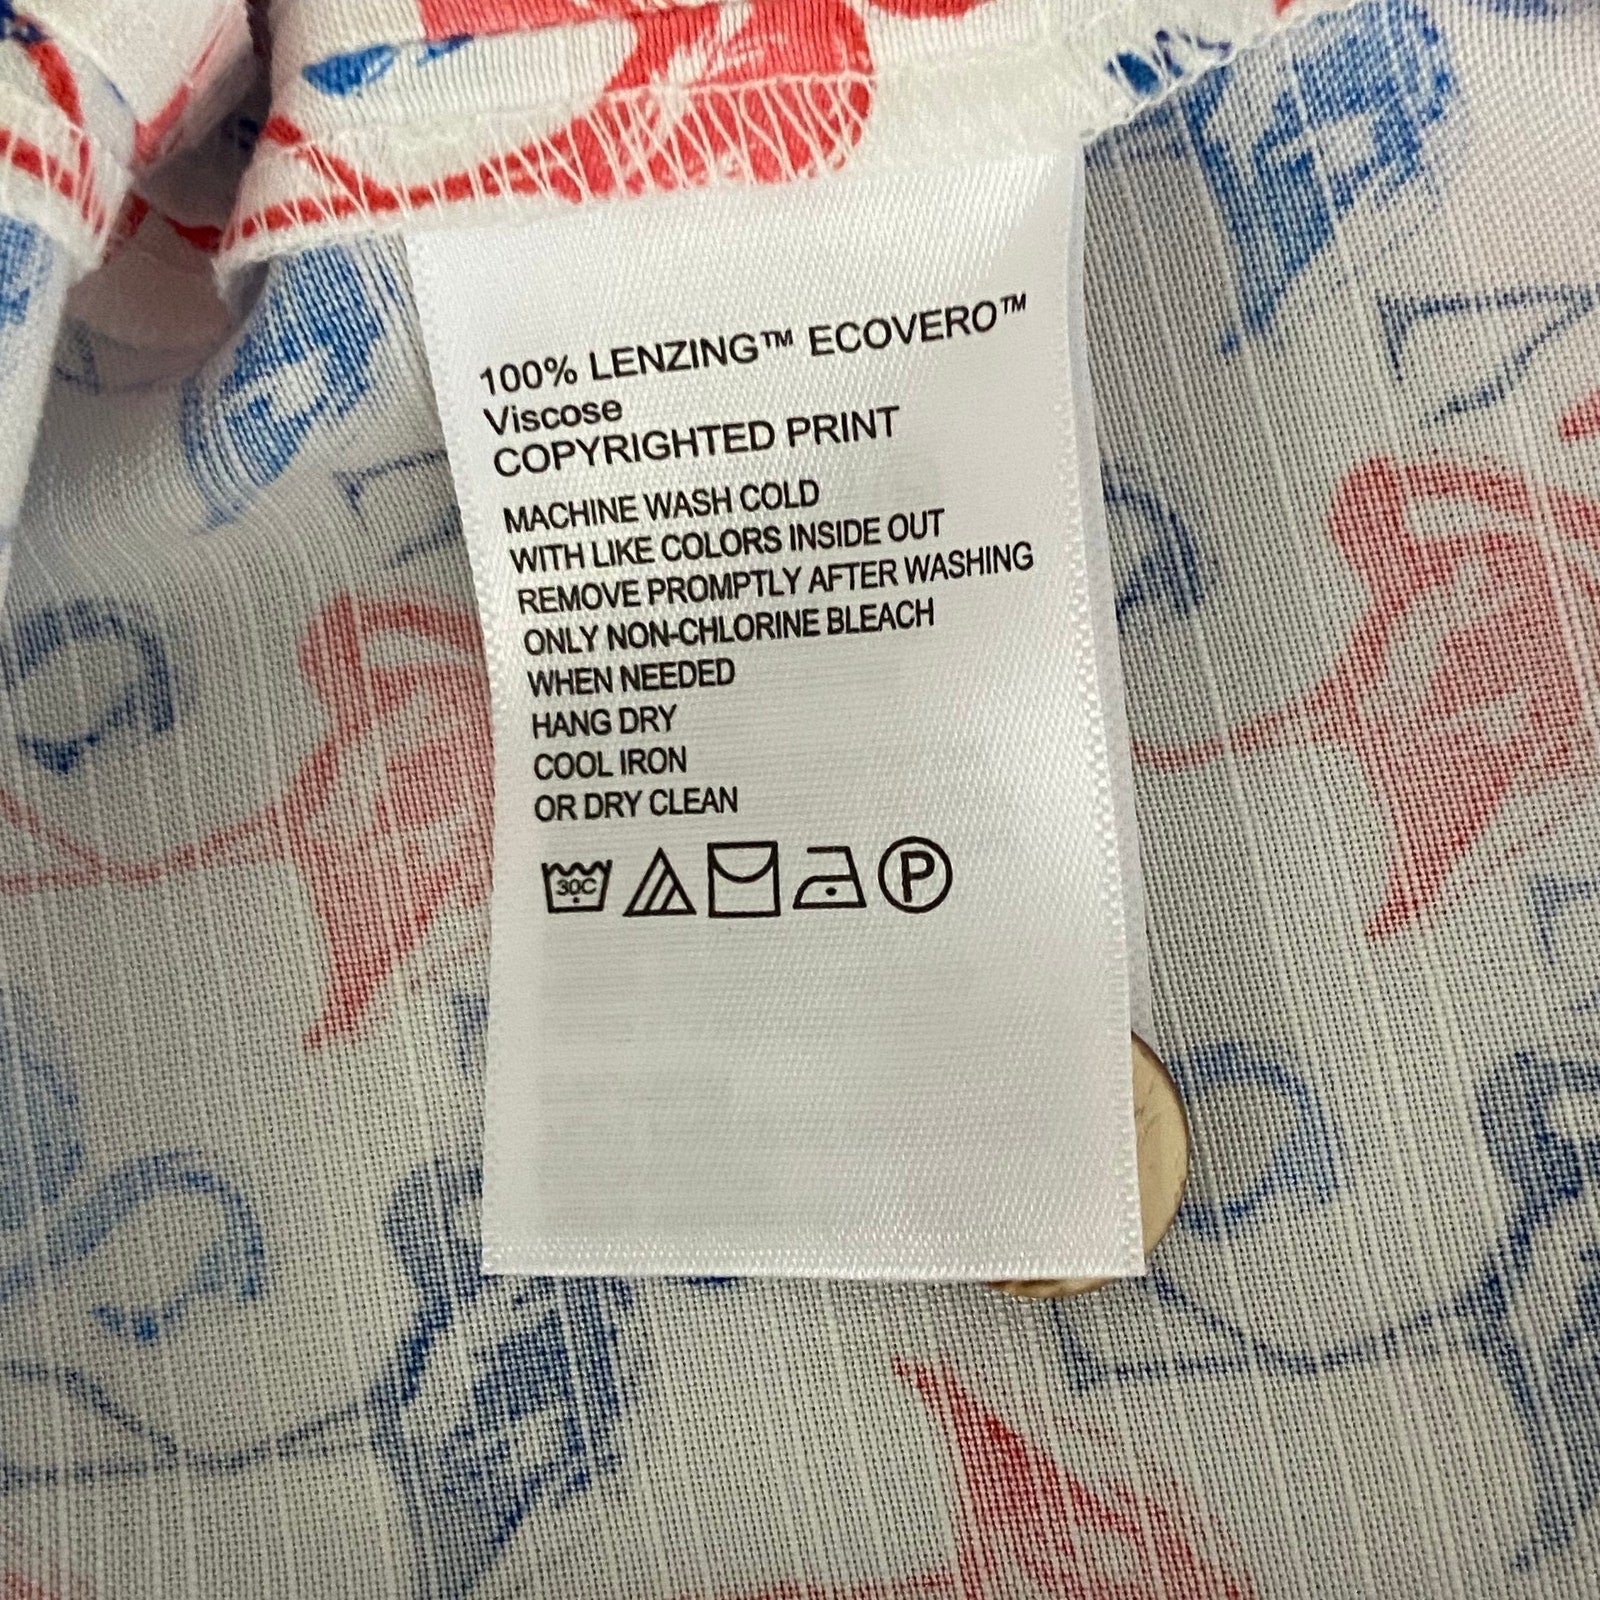 100% LENZING™ ECOVERO™
Viscose
COPYRIGHTED PRINT
MACHINE WASH COLD
WITH LIKE COLORS INSIDE OUT
REMOVE PROMPTLY AFTER WASHING
ONLY NON-CHLORINE BLEACH
WHEN NEEDED
HANG DRY
COOL IRON
OR DRY CLEAN
30C P